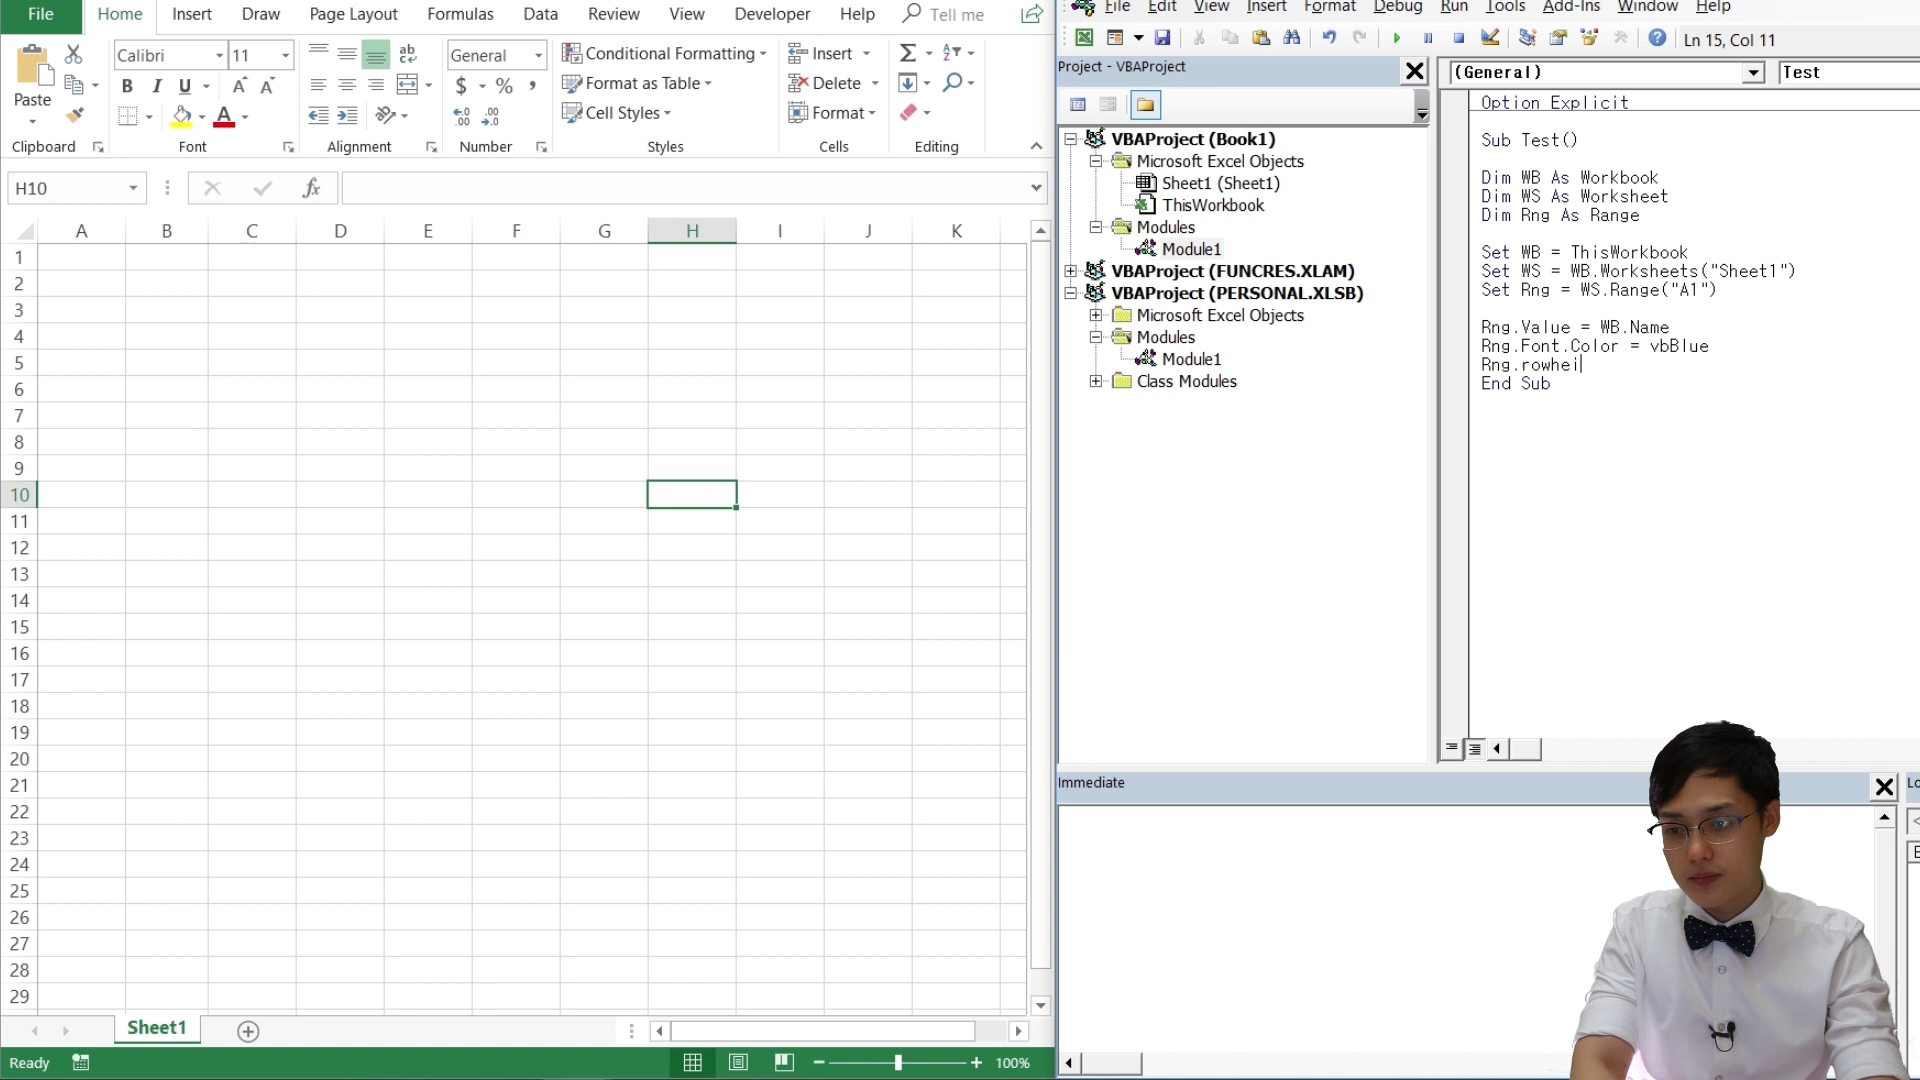 File Home Insert Draw Page Layout Formulas Data Review View Developer Help Tell me
Paste
Calibri 11
B I U A A
A
ab
General
$ % ,
.00 .00
Conditional Formatting
Format as Table
Cell Styles
Insert
Delete
Format
Clipboard Font Alignment Number Styles Cells Editing
H10 fx
A B C D E F G H I J K
1
2
3
4
5
6
7
8
9
10
11
12
13
14
15
16
17
18
19
20
21
22
23
24
25
26
27
28
29
Sheet1
Ready 100%
File Edit View Insert Format Debug Run Tools Add-Ins Window Help
Ln 15, Col 11
Project - VBAProject
VBAProject (Book1)
Microsoft Excel Objects
Sheet1 (Sheet1)
ThisWorkbook
Modules
Module1
VBAProject (FUNCRES.XLAM)
VBAProject (PERSONAL.XLSB)
Microsoft Excel Objects
Modules
Module1
Class Modules
(General) Test
Option Explicit
Sub Test()
Dim WB As Workbook
Dim WS As Worksheet
Dim Rng As Range
Set WB = ThisWorkbook
Set WS = WB.Worksheets("Sheet1")
Set Rng = WS.Range("A1")
Rng.Value = WB.Name
Rng.Font.Color = vbBlue
Rng.rowhei
End Sub
Immediate